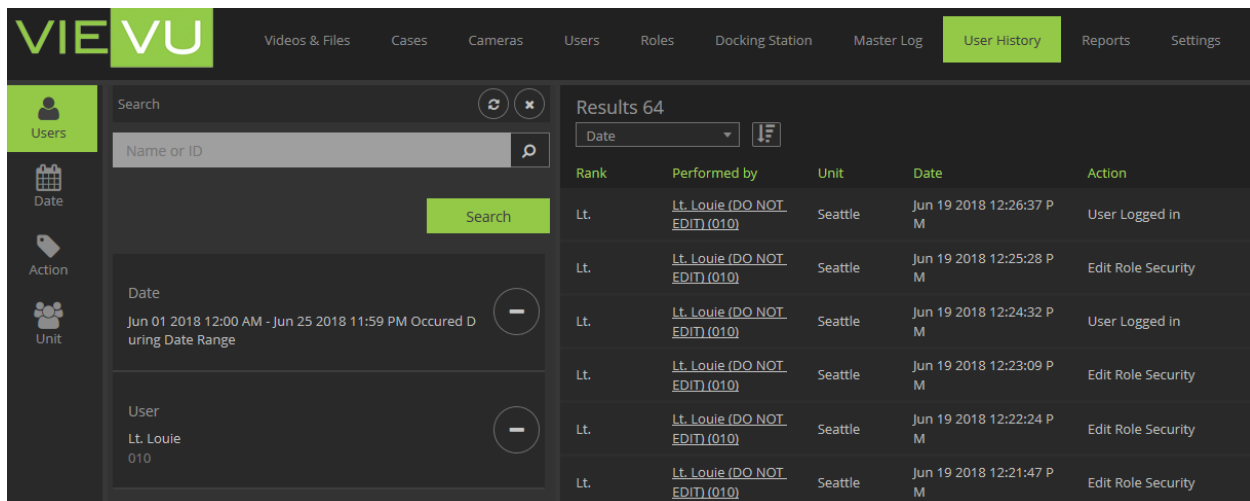 VIEVU
Videos & Files Cases Cameras Users Roles Docking Station Master Log User History Reports Settings
Users
Date
Action
Unit
Search
Name or ID
Search
Date
Jun 01 2018 12:00 AM - Jun 25 2018 11:59 PM Occured D
uring Date Range
User
Lt. Louie
010
Results 64
Date
Rank Performed by Unit Date Action
Lt. Lt. Louie (DO NOT Seattle Jun 19 2018 12:26:37 P User Logged in
EDIT) (010) M
Lt. Lt. Louie (DO NOT Seattle Jun 19 2018 12:25:28 P Edit Role Security
EDIT) (010) M
Lt. Lt. Louie (DO NOT Seattle Jun 19 2018 12:24:32 P User Logged in
EDIT) (010) M
Lt. Lt. Louie (DO NOT Seattle Jun 19 2018 12:23:09 P Edit Role Security
EDIT) (010) M
Lt. Lt. Louie (DO NOT Seattle Jun 19 2018 12:22:24 P Edit Role Security
EDIT) (010) M
Lt. Lt. Louie (DO NOT Seattle Jun 19 2018 12:21:47 P Edit Role Security
EDIT) (010) M